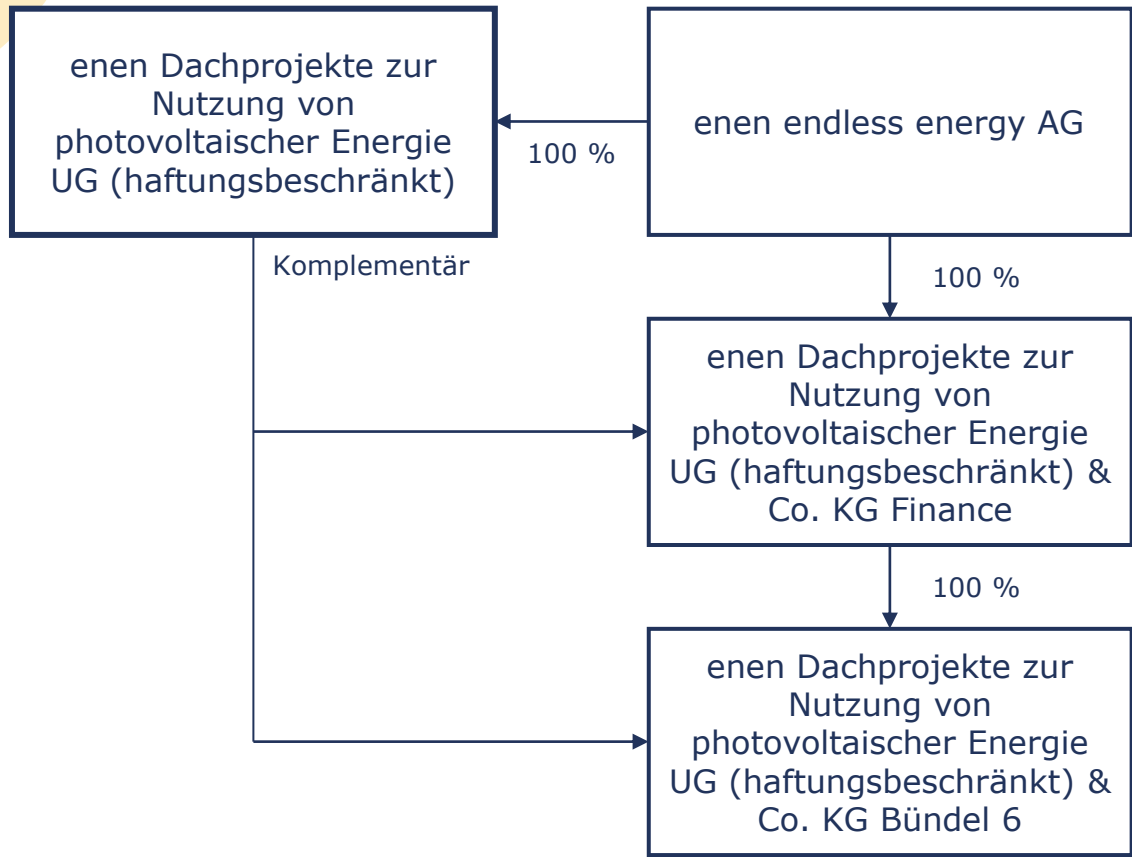 enen Dachprojekte zur
Nutzung von
photovoltaischer Energie
UG (haftungsbeschränkt)
100 %
enen endless energy AG
Komplementär
100 %
enen Dachprojekte zur
Nutzung von
photovoltaischer Energie
UG (haftungsbeschränkt) &
Co. KG Finance
100 %
enen Dachprojekte zur
Nutzung von
photovoltaischer Energie
UG (haftungsbeschränkt) &
Co. KG Bündel 6